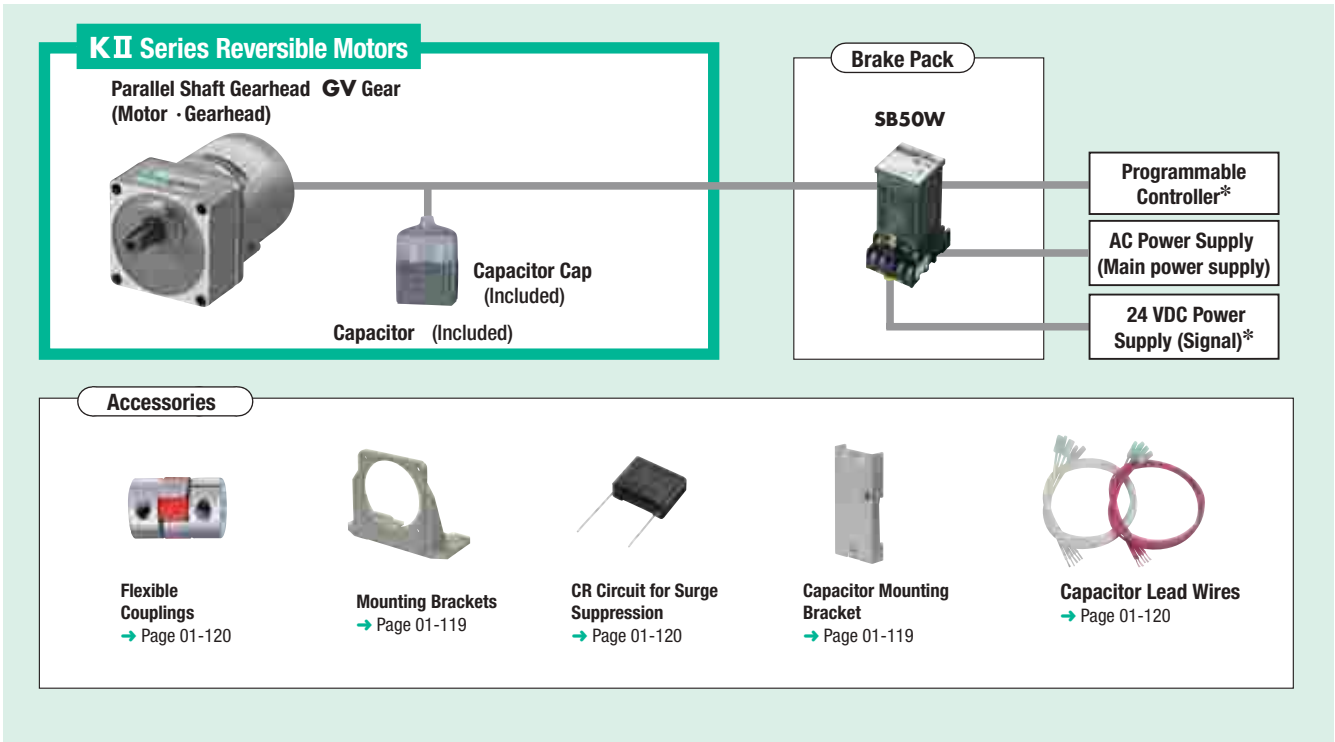 KII Series Reversible Motors
Parallel Shaft Gearhead GV Gear
(Motor · Gearhead)
Capacitor Cap
(Included)
Capacitor (Included)
Brake Pack
SB50W
Programmable
Controller*
AC Power Supply
(Main power supply)
24 VDC Power
Supply (Signal)*
Accessories
Flexible
Couplings
→ Page 01-120
Mounting Brackets
→ Page 01-119
CR Circuit for Surge
Suppression
→ Page 01-120
Capacitor Mounting
Bracket
→ Page 01-119
Capacitor Lead Wires
→ Page 01-120